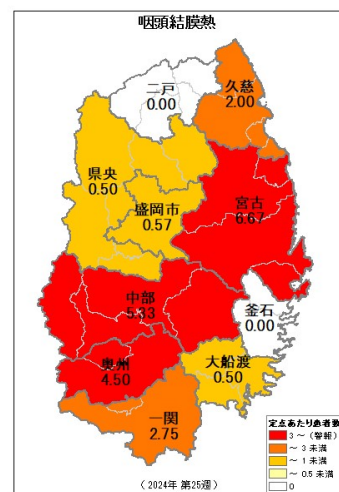 咽頭結膜熱
二戸
0.00
久慈
2.00
県央
0.50
盛岡市
0.57
宮古
6.67
中部
5.33
釜石
0.00
奥州
4.50
大船渡
0.50
一関
2.75
定点あたり患者数
3 ～ (警報)
～ 3 未満
～ 1 未満
～ 0.5 未満
0
( 2024年 第25週 )